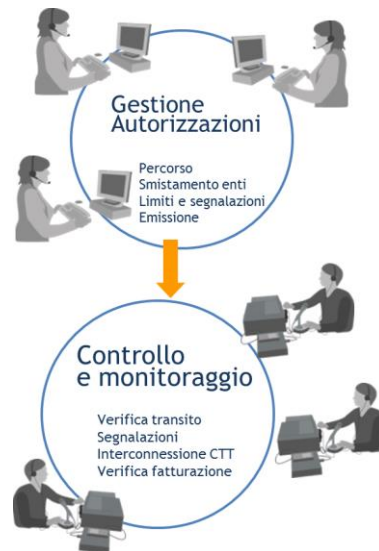 Gestione
Autorizzazioni
Percorso
Smistamento enti
Limiti e segnalazioni
Emissione
Controllo
e monitoraggio
Verifica transito
Segnalazioni
Interconnessione CTT
Verifica fatturazione